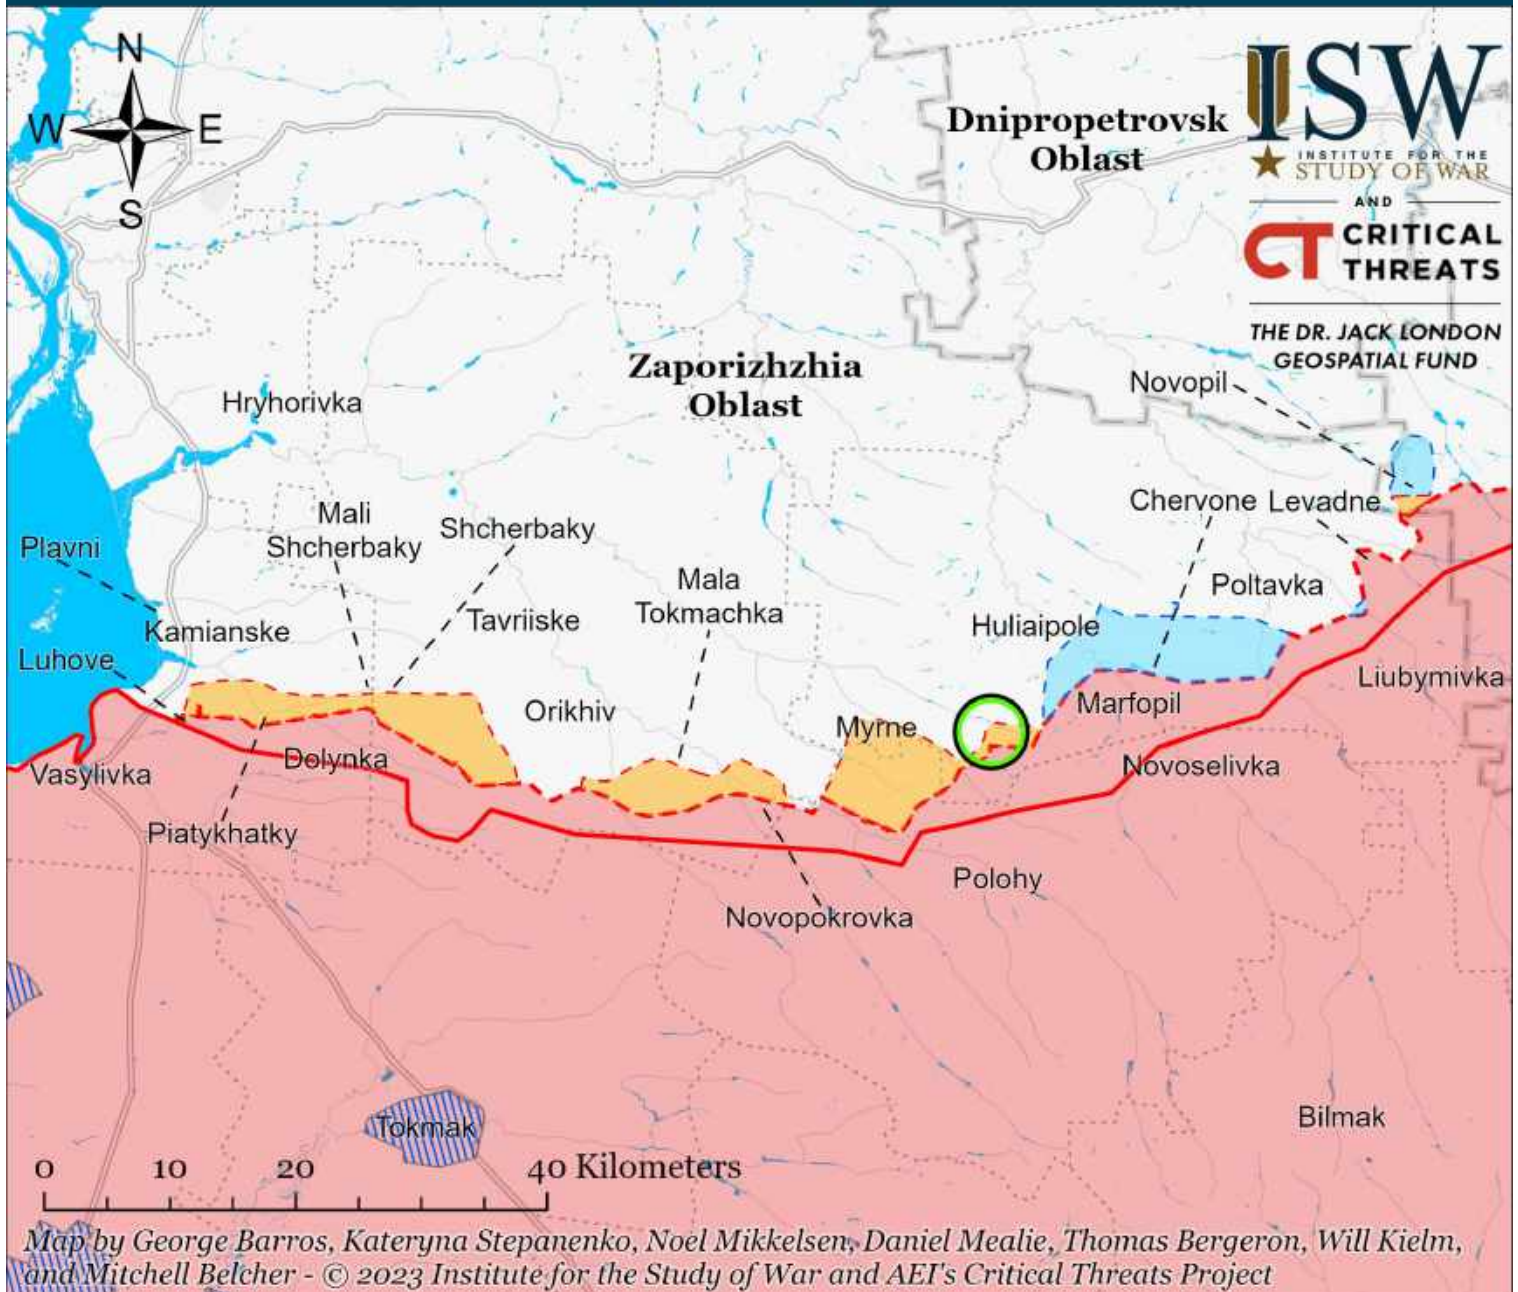 N
W
E
S
Dnipropetrovsk
Oblast
ISW
INSTITUTE FOR THE
STUDY OF WAR
AND
CT CRITICAL
THREATS
THE DR. JACK LONDON
GEOSPATIAL FUND
Zaporizhzhia
Oblast
Novopil
Hryhorivka
Mali
Shcherbaky
Shcherbaky
Chervone
Levadne
Plavni
Mala
Tokmachka
Poltavka
Kamianske
Tavriiske
Huliaipole
Luhove
Liubymivka
Orikhiv
Marfopil
Myrne
Vasylivka
Dolynka
Novoselivka
Piatykhatky
Polohy
Novopokrovka
Tokmak
Bilmak
0 10 20 40 Kilometers
Map by George Barros, Kateryna Stepanenko, Noel Mikkelsen, Daniel Mealie, Thomas Bergeron, Will Kielm,
and Mitchell Belcher - © 2023 Institute for the Study of War and AEI's Critical Threats Project